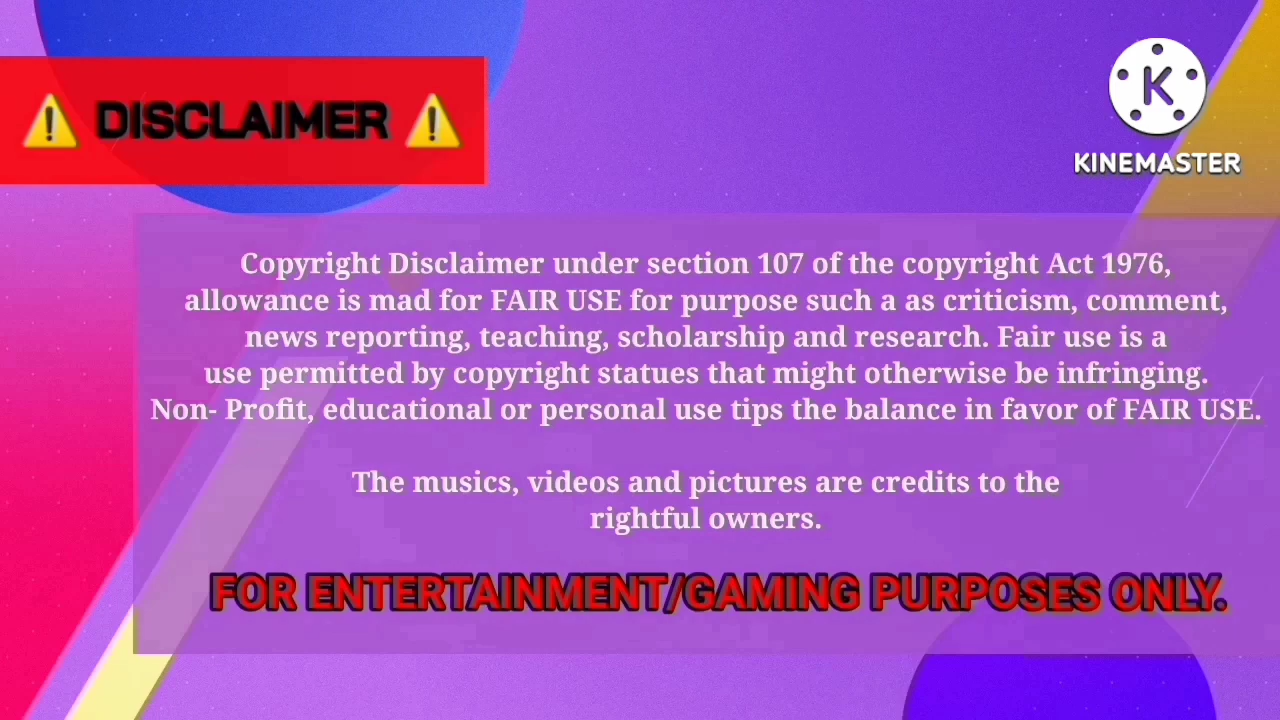 ⚠️ DISCLAIMER ⚠️
K
KINEMASTER
Copyright Disclaimer under section 107 of the copyright Act 1976,
allowance is mad for FAIR USE for purpose such a as criticism, comment,
news reporting, teaching, scholarship and research. Fair use is a
use permitted by copyright statues that might otherwise be infringing.
Non- Profit, educational or personal use tips the balance in favor of FAIR USE.
The musics, videos and pictures are credits to the
rightful owners.
FOR ENTERTAINMENT/GAMING PURPOSES ONLY.